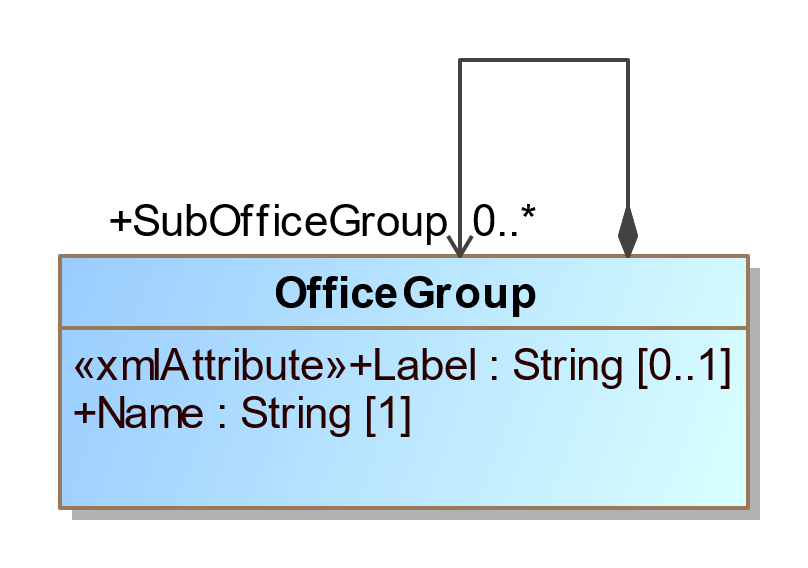 +SubOfficeGroup 0..*
OfficeGroup
«xmlAttribute»+Label : String [0..1]
+Name : String [1]